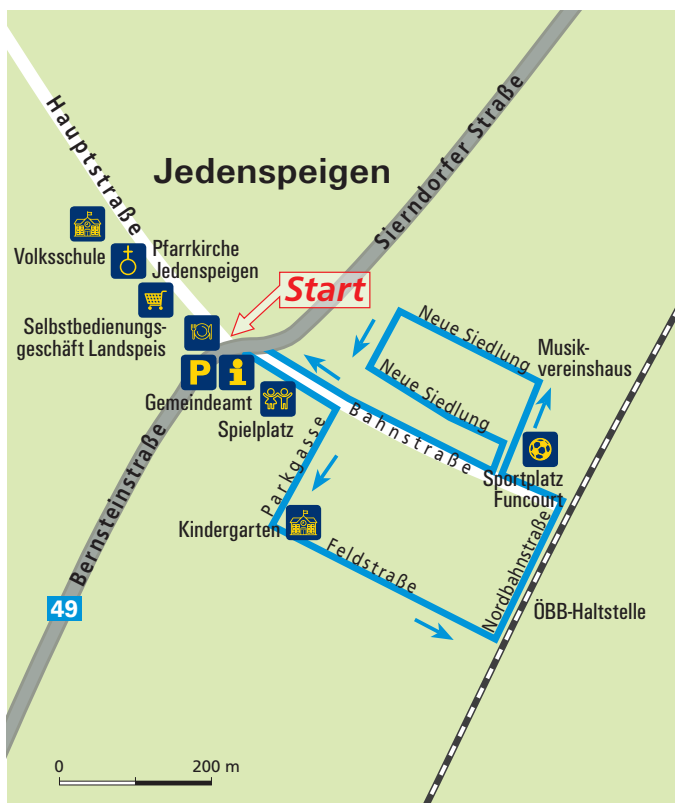 Hauptstraße
Jedenspeigen
Sierndorfer Straße
Volksschule
Pfarrkirche
Jedenspeigen
Start
Selbstbedienungs-
geschäft Landspeis
P
i
Gemeindeamt
Spielplatz
Neue Siedlung
Neue Siedlung
Musik-
vereinshaus
Bahnstraße
Sportplatz
Funcourt
Parkgasse
Kindergarten
Feldstraße
Nordbahnstraße
ÖBB-Haltstelle
Bernsteinstraße
49
0 200 m